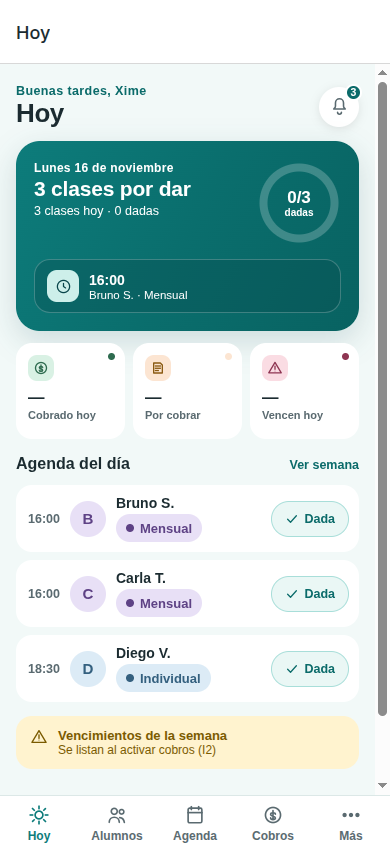 Hoy
Buenas tardes, Xime
Hoy
3
Lunes 16 de noviembre
3 clases por dar
3 clases hoy · 0 dadas
0/3
dadas
16:00
Bruno S. · Mensual
—
Cobrado hoy
—
Por cobrar
—
Vencen hoy
Agenda del día
Ver semana
16:00
B
Bruno S.
Mensual
Dada
16:00
C
Carla T.
Mensual
Dada
18:30
D
Diego V.
Individual
Dada
Vencimientos de la semana
Se listan al activar cobros (I2)
Hoy
Alumnos
Agenda
Cobros
Más